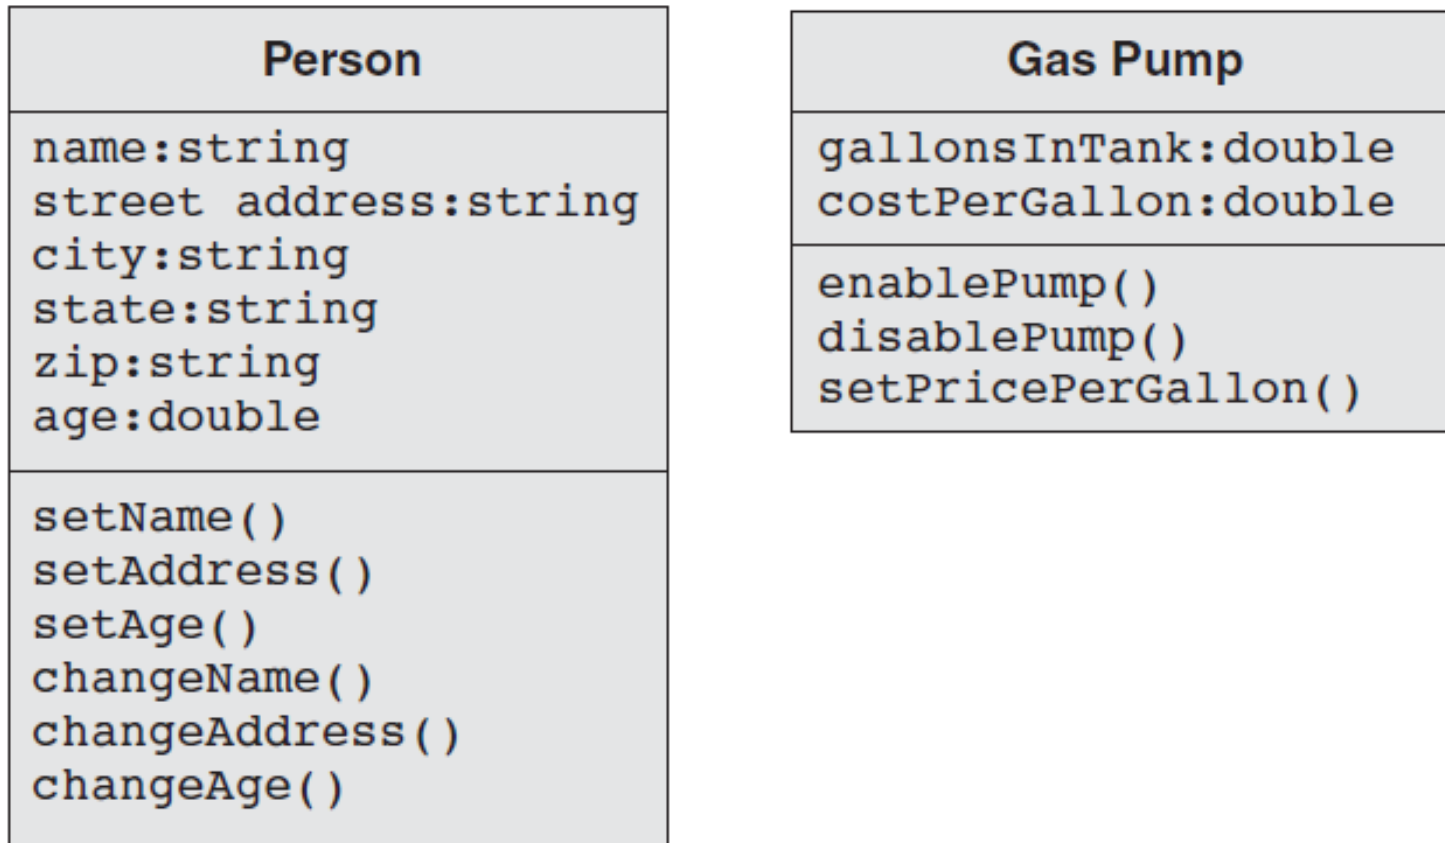 Person
name:string
street address:string
city:string
state:string
zip:string
age:double
setName()
setAddress()
setAge()
changeName()
changeAddress()
changeAge()
Gas Pump
gallonsInTank:double
costPerGallon:double
enablePump()
disablePump()
setPricePerGallon()